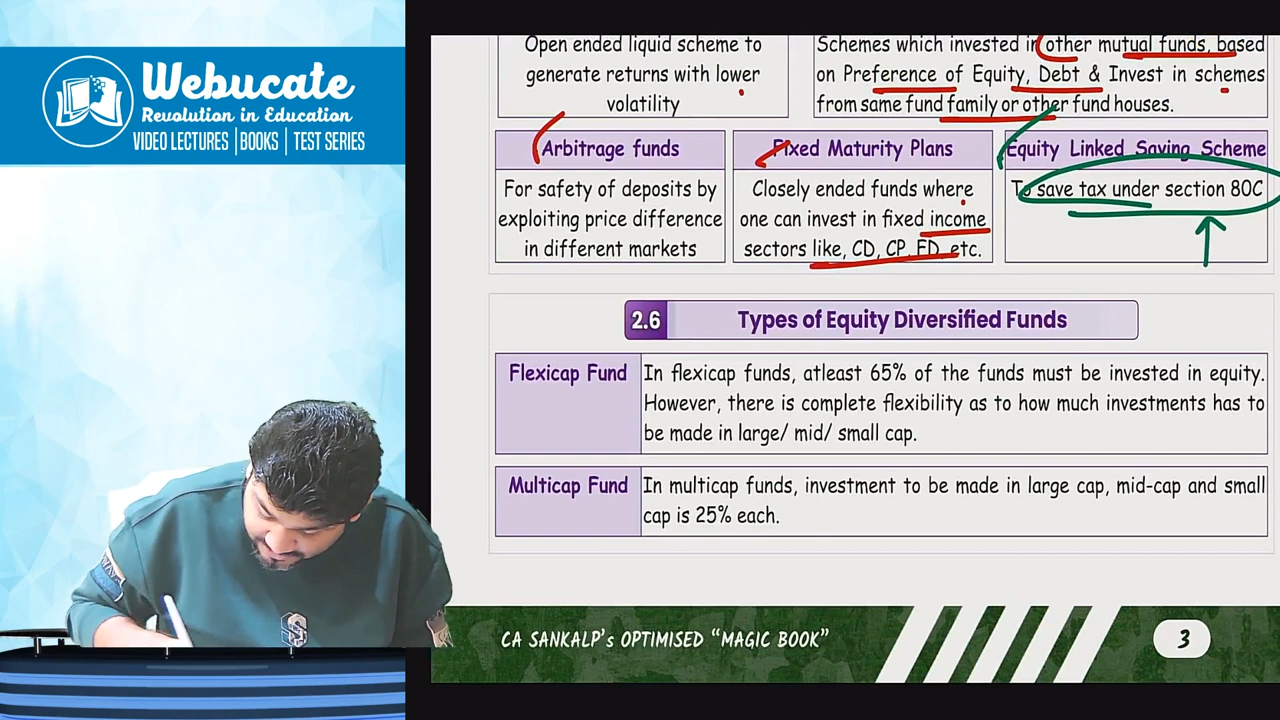 Webucate
Revolution in Education
VIDEO LECTURES | BOOKS | TEST SERIES
Open ended liquid scheme to
generate returns with lower
volatility
Schemes which invested in other mutual funds, based
on Preference of Equity, Debt & Invest in schemes
from same fund family or other fund houses.
Arbitrage funds
For safety of deposits by
exploiting price difference
in different markets
Fixed Maturity Plans
Closely ended funds where
one can invest in fixed income
sectors like, CD, CP, FD, etc.
Equity Linked Saving Scheme
To save tax under section 80C
2.6 Types of Equity Diversified Funds
Flexicap Fund
In flexicap funds, atleast 65% of the funds must be invested in equity.
However, there is complete flexibility as to how much investments has to
be made in large/ mid/ small cap.
Multicap Fund
In multicap funds, investment to be made in large cap, mid-cap and small
cap is 25% each.
CA SANKALP's OPTIMISED "MAGIC BOOK"
3